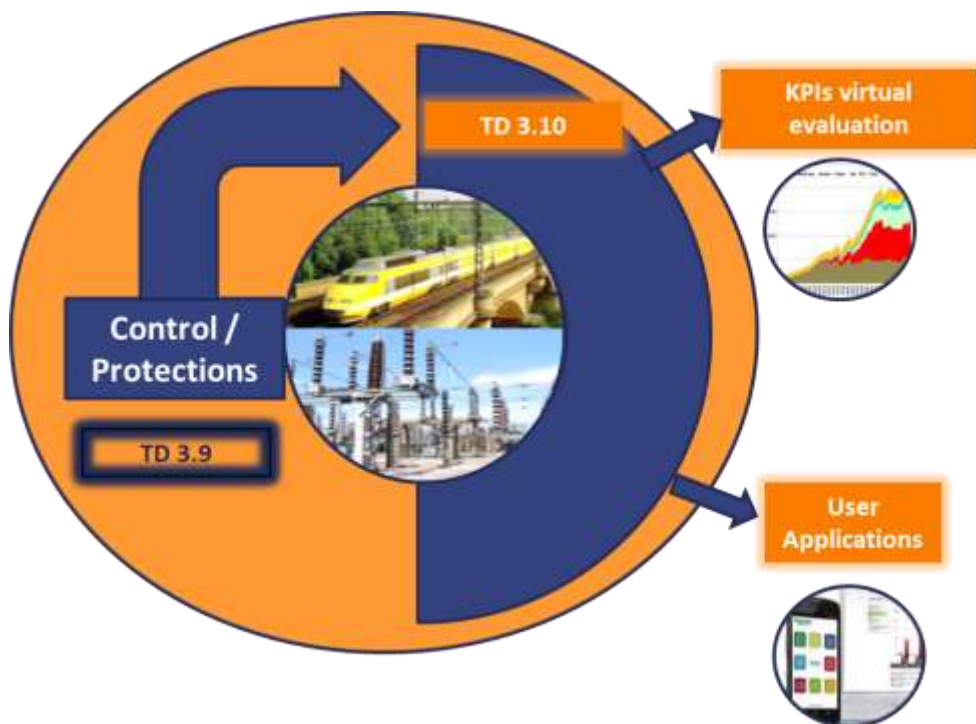 TD 3.10
KPIs virtual
evaluation
Control /
Protections
TD 3.9
User
Applications